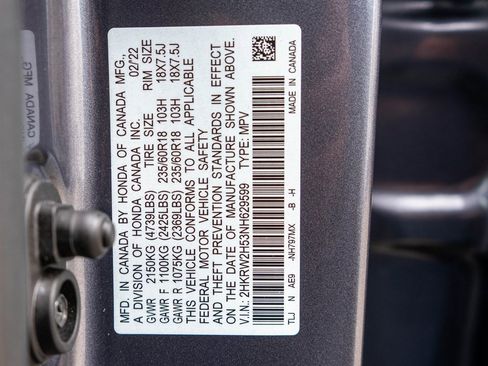 MFD. IN CANADA BY HONDA OF CANADA MFG.,
A DIVISION OF HONDA CANADA INC. 02/22
GVWR 2150KG (4739LBS) TIRE SIZE RIM SIZE
GAWR F 1100KG (2425LBS) 235/60R18 103H 18X7.5J
GAWR R 1075KG (2369LBS) 235/60R18 103H 18X7.5J
THIS VEHICLE CONFORMS TO ALL APPLICABLE
FEDERAL MOTOR VEHICLE SAFETY
AND THEFT PREVENTION STANDARDS IN EFFECT
ON THE DATE OF MANUFACTURE SHOWN ABOVE.
V.I.N.: 2HKRW2H53NH629599 TYPE: MPV
TLJ N AE9 -NH797MX -B -H MADE IN CANADA